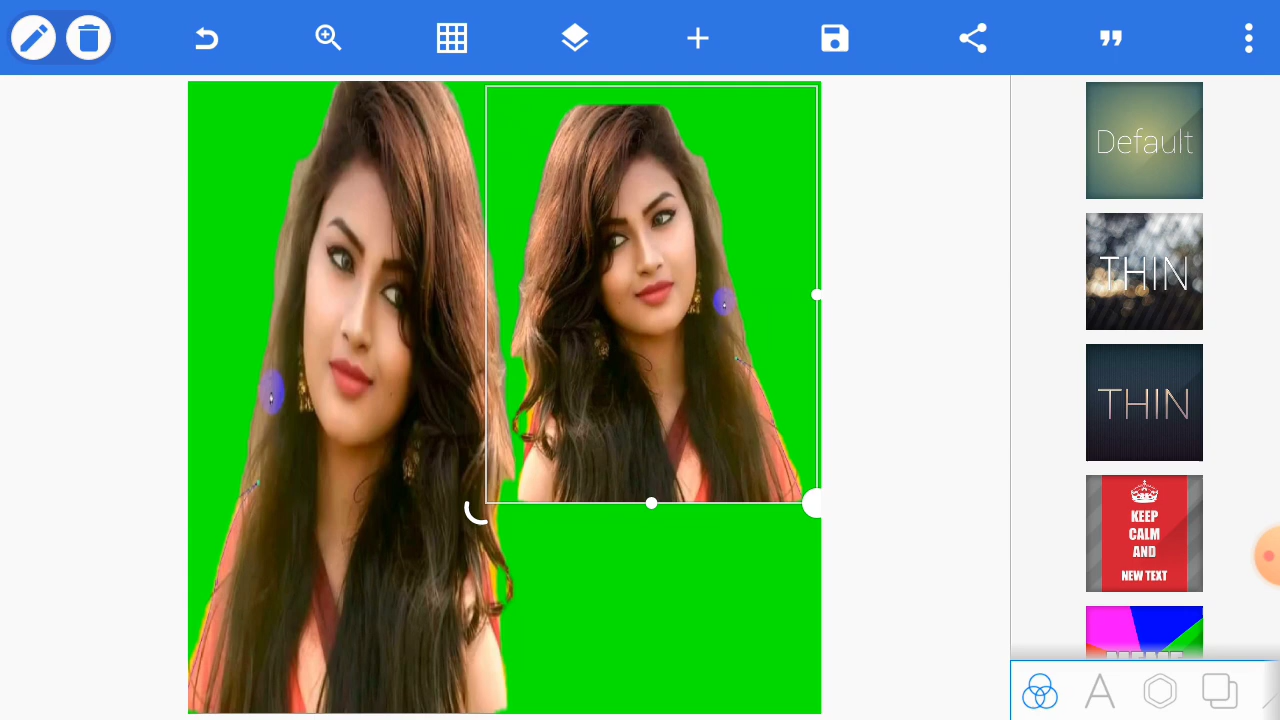 Default
THIN
THIN
KEEP
CALM
AND
NEW TEXT